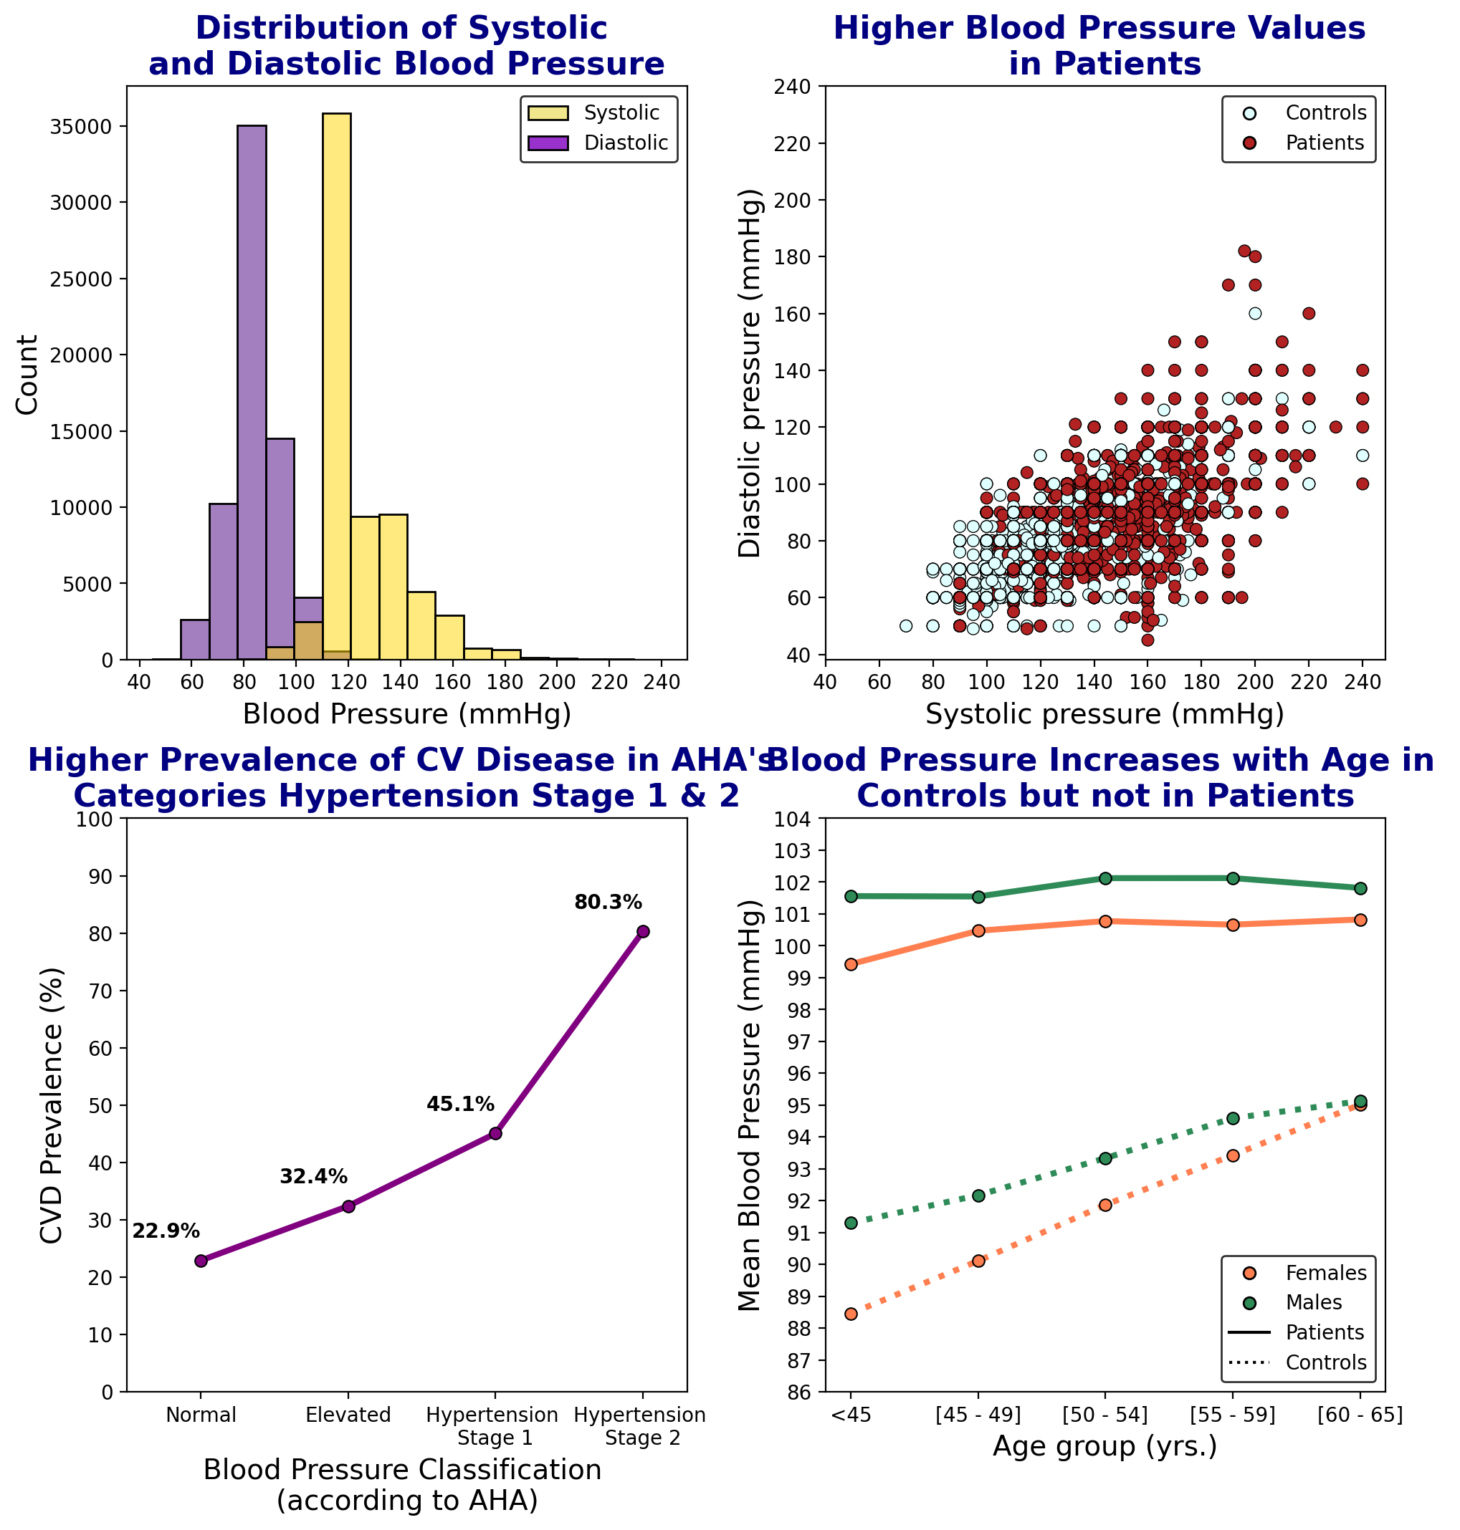 Distribution of Systolic
and Diastolic Blood Pressure
35000
30000
25000
20000
15000
10000
5000
0
Count
Systolic
Diastolic
40 60 80 100 120 140 160 180 200 220 240
Blood Pressure (mmHg)
Higher Blood Pressure Values
in Patients
240
220
200
180
160
140
120
100
80
60
40
Diastolic pressure (mmHg)
Controls
Patients
40 60 80 100 120 140 160 180 200 220 240
Systolic pressure (mmHg)
Higher Prevalence of CV Disease in AHA's
Categories Hypertension Stage 1 & 2
100
90
80
70
60
50
40
30
20
10
0
CVD Prevalence (%)
22.9%
32.4%
45.1%
80.3%
Normal Elevated Hypertension Hypertension
Stage 1 Stage 2
Blood Pressure Classification
(according to AHA)
Blood Pressure Increases with Age in
Controls but not in Patients
104
103
102
101
100
99
98
97
96
95
94
93
92
91
90
89
88
87
86
Mean Blood Pressure (mmHg)
Females
Males
Patients
Controls
<45 [45 - 49] [50 - 54] [55 - 59] [60 - 65]
Age group (yrs.)